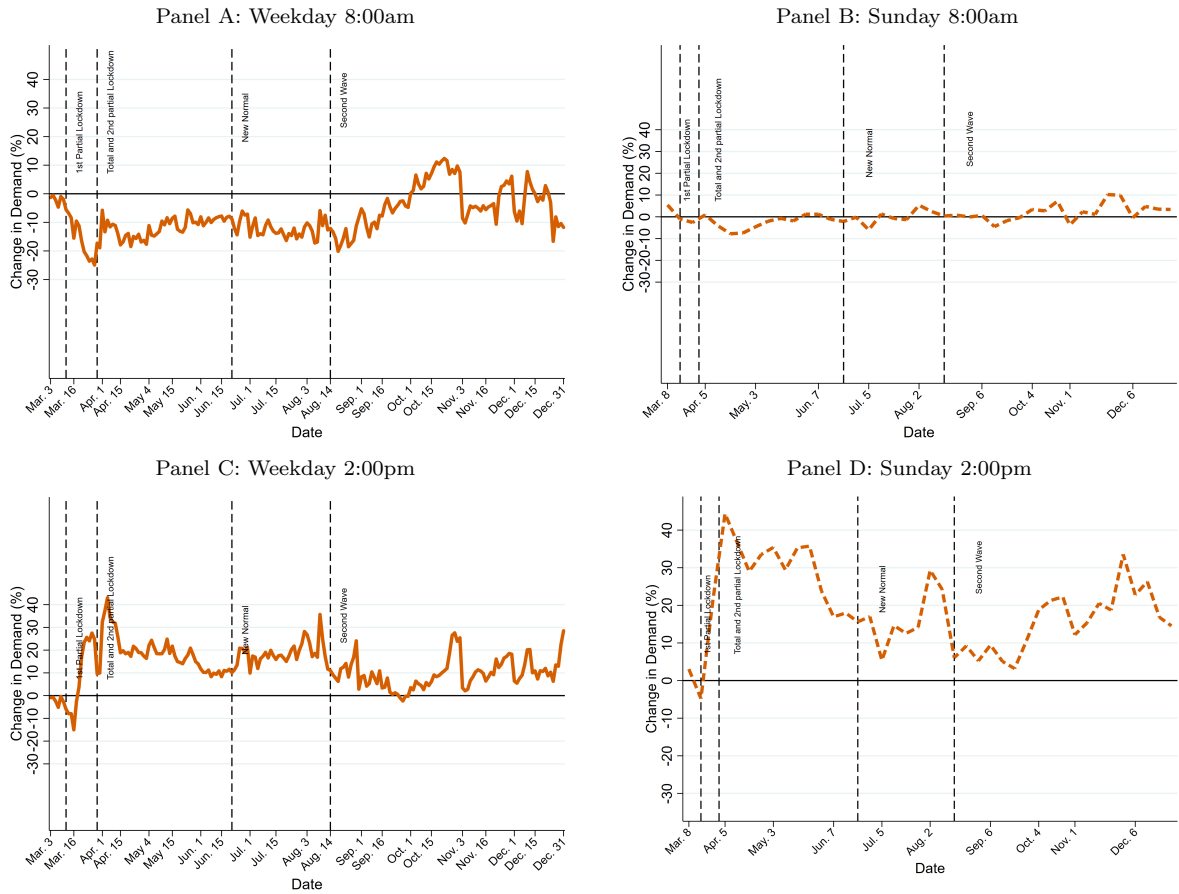 Panel A: Weekday 8:00am
Change in Demand (%)
40
30
20
10
0
-10
-20
-30
1st Partial Lockdown
Total and 2nd partial Lockdown
New Normal
Second Wave
Mar. 3
Mar. 16
Apr. 1
Apr. 15
May 4
May 15
Jun. 1
Jun. 15
Jul. 1
Jul. 15
Aug. 3
Aug. 14
Sep. 1
Sep. 16
Oct. 1
Oct. 15
Nov. 3
Nov. 16
Dec. 1
Dec. 15
Dec. 31
Date
Panel B: Sunday 8:00am
Change in Demand (%)
40
30
20
10
0
-10
-20
-30
1st Partial Lockdown
Total and 2nd partial Lockdown
New Normal
Second Wave
Mar. 8
Apr. 5
May. 3
Jun. 7
Jul. 5
Aug. 2
Sep. 6
Oct. 4
Nov. 1
Dec. 6
Date
Panel C: Weekday 2:00pm
Change in Demand (%)
40
30
20
10
0
-10
-20
-30
1st Partial Lockdown
Total and 2nd partial Lockdown
New Normal
Second Wave
Mar. 3
Mar. 16
Apr. 1
Apr. 15
May 4
May 15
Jun. 1
Jun. 15
Jul. 1
Jul. 15
Aug. 3
Aug. 14
Sep. 1
Sep. 16
Oct. 1
Oct. 15
Nov. 3
Nov. 16
Dec. 1
Dec. 15
Dec. 31
Date
Panel D: Sunday 2:00pm
Change in Demand (%)
40
30
20
10
0
-10
-20
-30
1st Partial Lockdown
Total and 2nd partial Lockdown
New Normal
Second Wave
Mar. 8
Apr. 5
May. 3
Jun. 7
Jul. 5
Aug. 2
Sep. 6
Oct. 4
Nov. 1
Dec. 6
Date